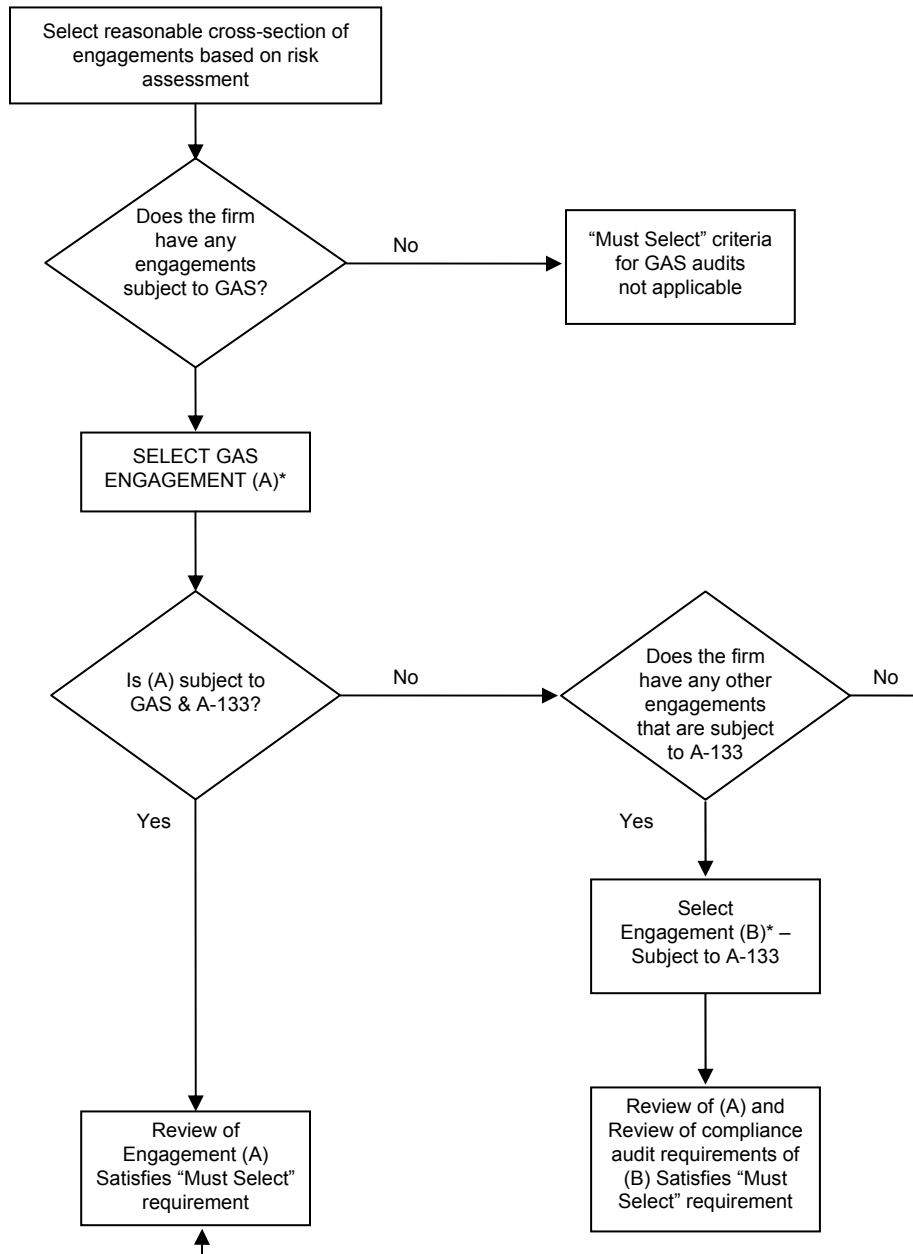 Select reasonable cross-section of
engagements based on risk
assessment
Does the firm
have any
engagements
subject to GAS?
No
“Must Select” criteria
for GAS audits
not applicable
SELECT GAS
ENGAGEMENT (A)*
Is (A) subject to
GAS & A-133?
No
Does the firm
have any other
engagements
that are subject
to A-133
No
Yes
Yes
Select
Engagement (B)* –
Subject to A-133
Review of
Engagement (A)
Satisfies “Must Select”
requirement
Review of (A) and
Review of compliance
audit requirements of
(B) Satisfies “Must
Select” requirement